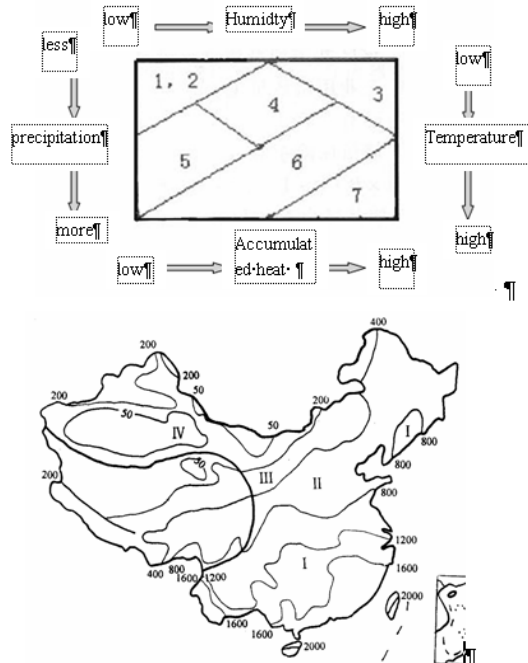 low¶ Humidty¶ high¶
less¶ low¶
1, 2 4 3
precipitation¶ Temperature¶
5 6
7
more¶ high¶
low¶ Accumulat
ed·heat· ¶ high¶
· ¶
400
200
200
200 50 200
50
50 I
IV 800
800
200 50 III II
800
I 1200
400 800 1600 1200 1600
1600 1600 2000
2000
¶